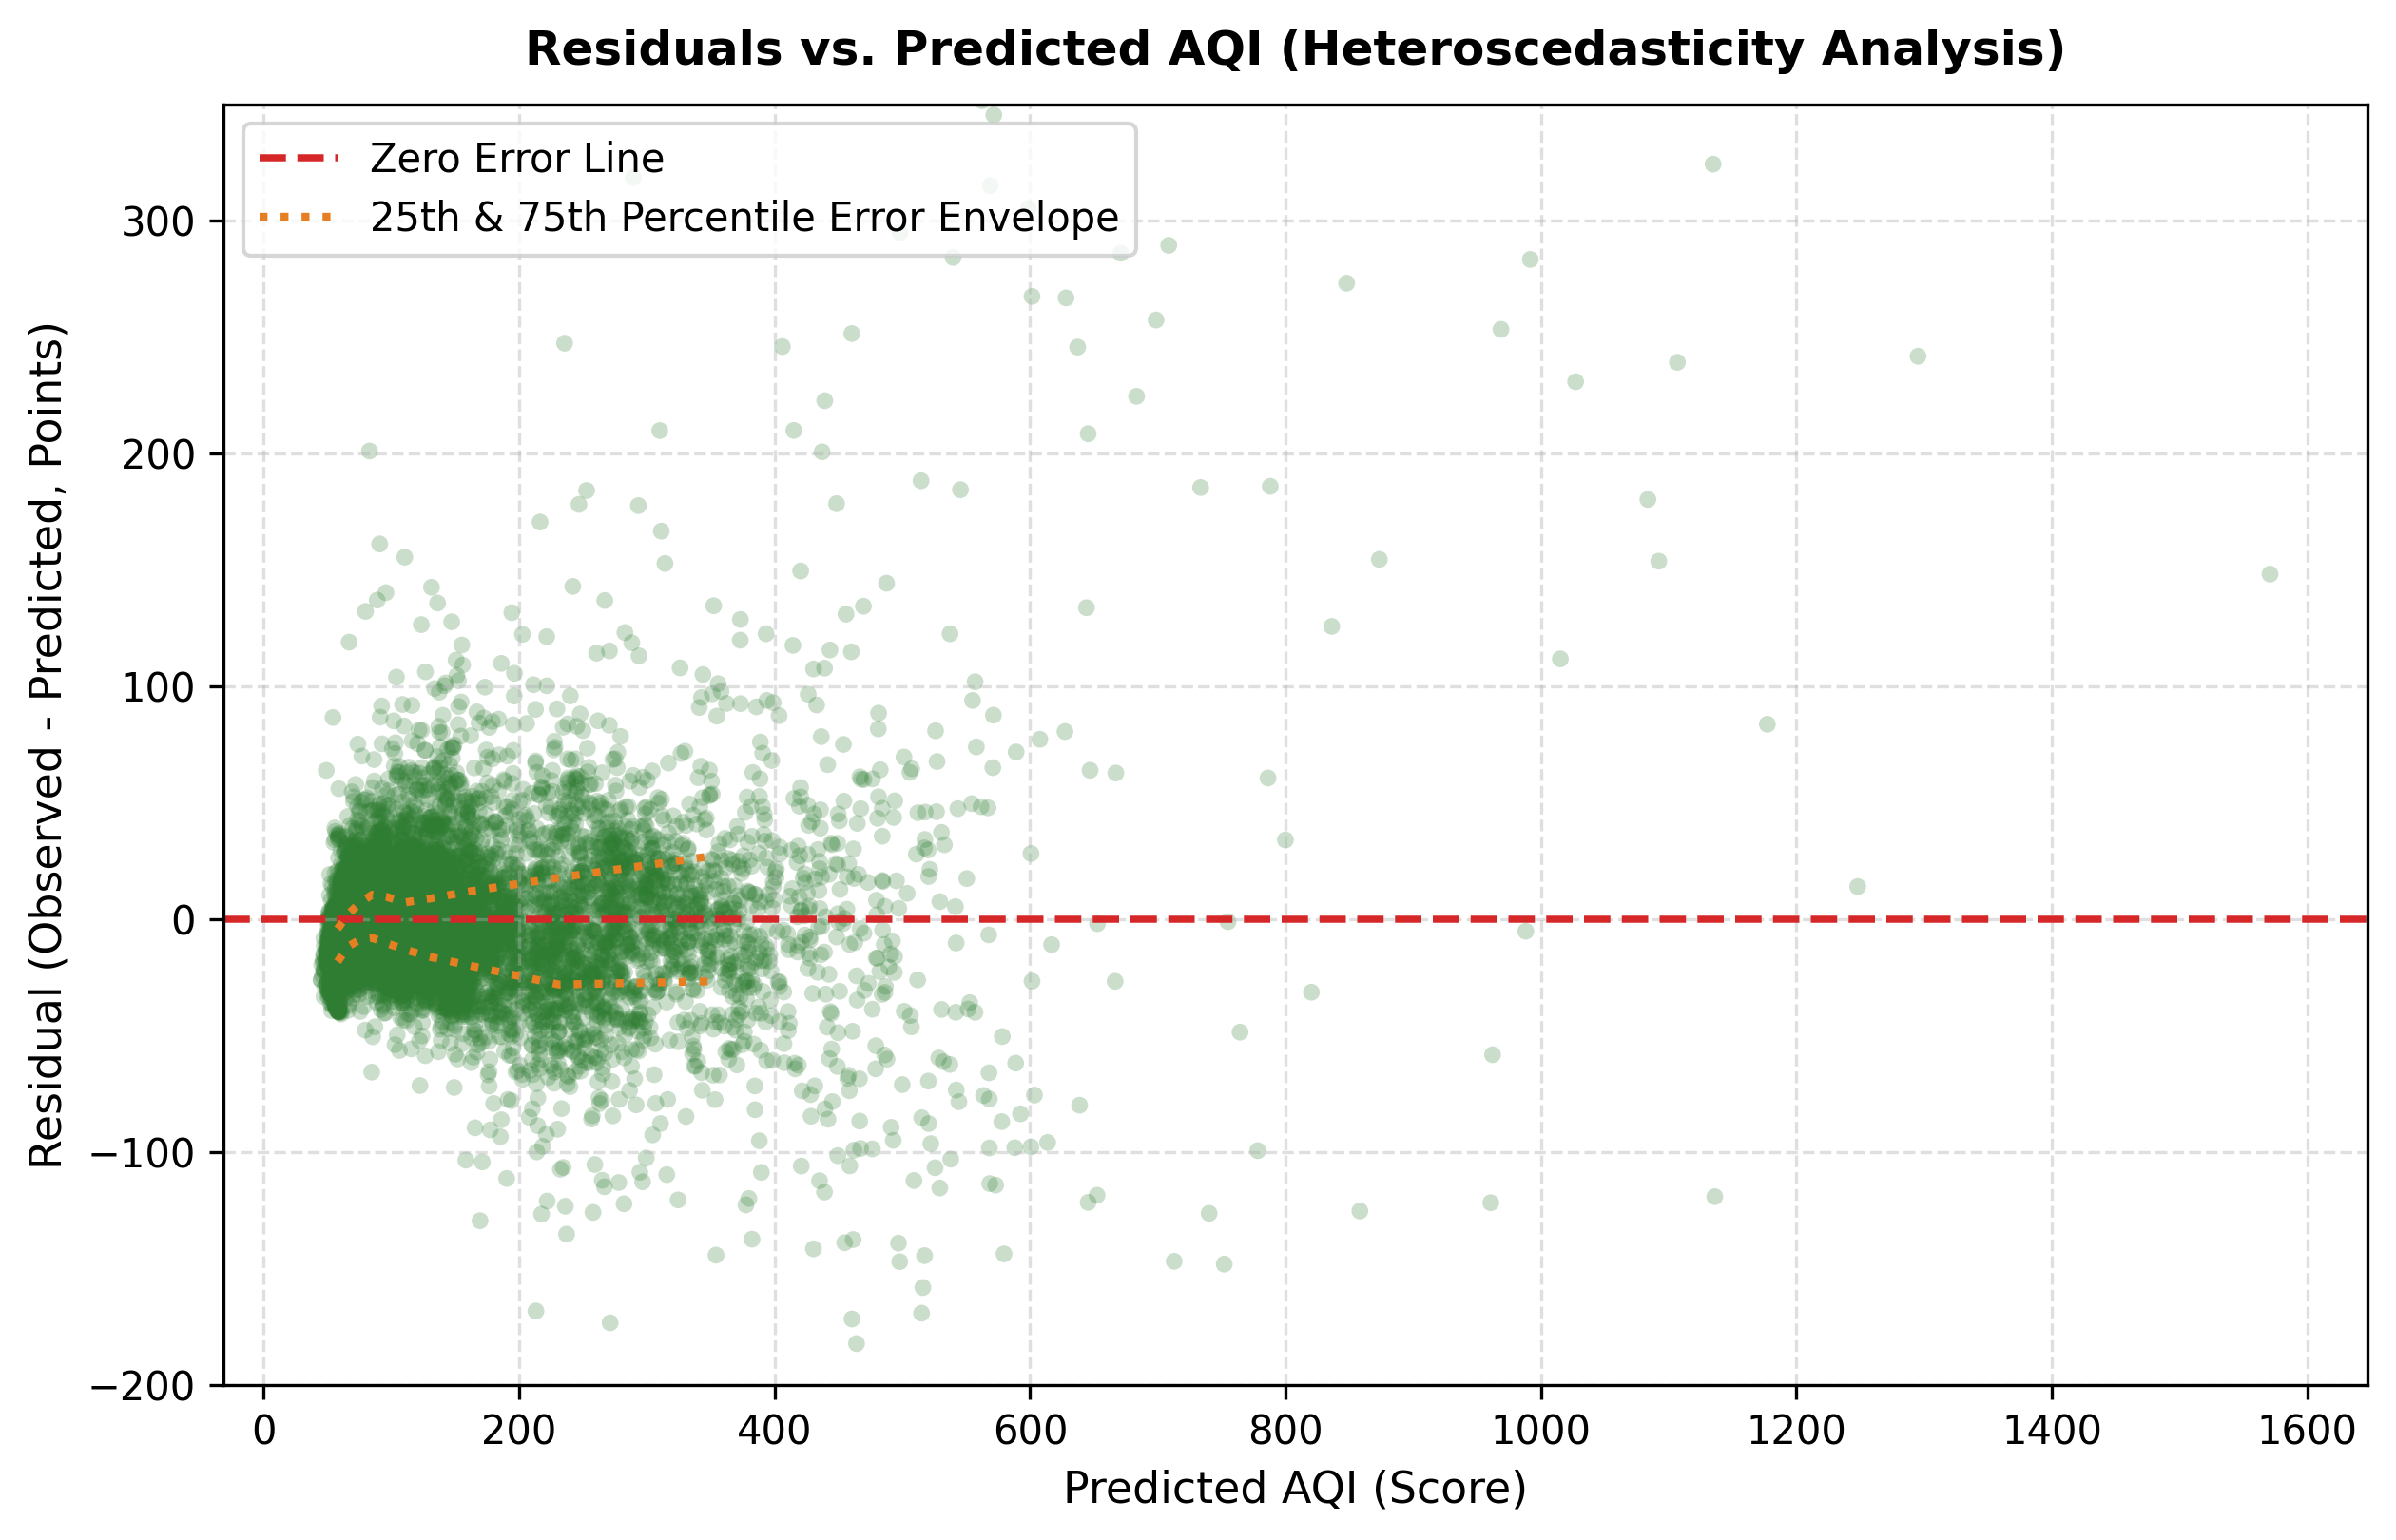 Residuals vs. Predicted AQI (Heteroscedasticity Analysis)
Zero Error Line
25th & 75th Percentile Error Envelope
Residual (Observed - Predicted, Points)
300
200
100
0
−100
−200
0 200 400 600 800 1000 1200 1400 1600
Predicted AQI (Score)